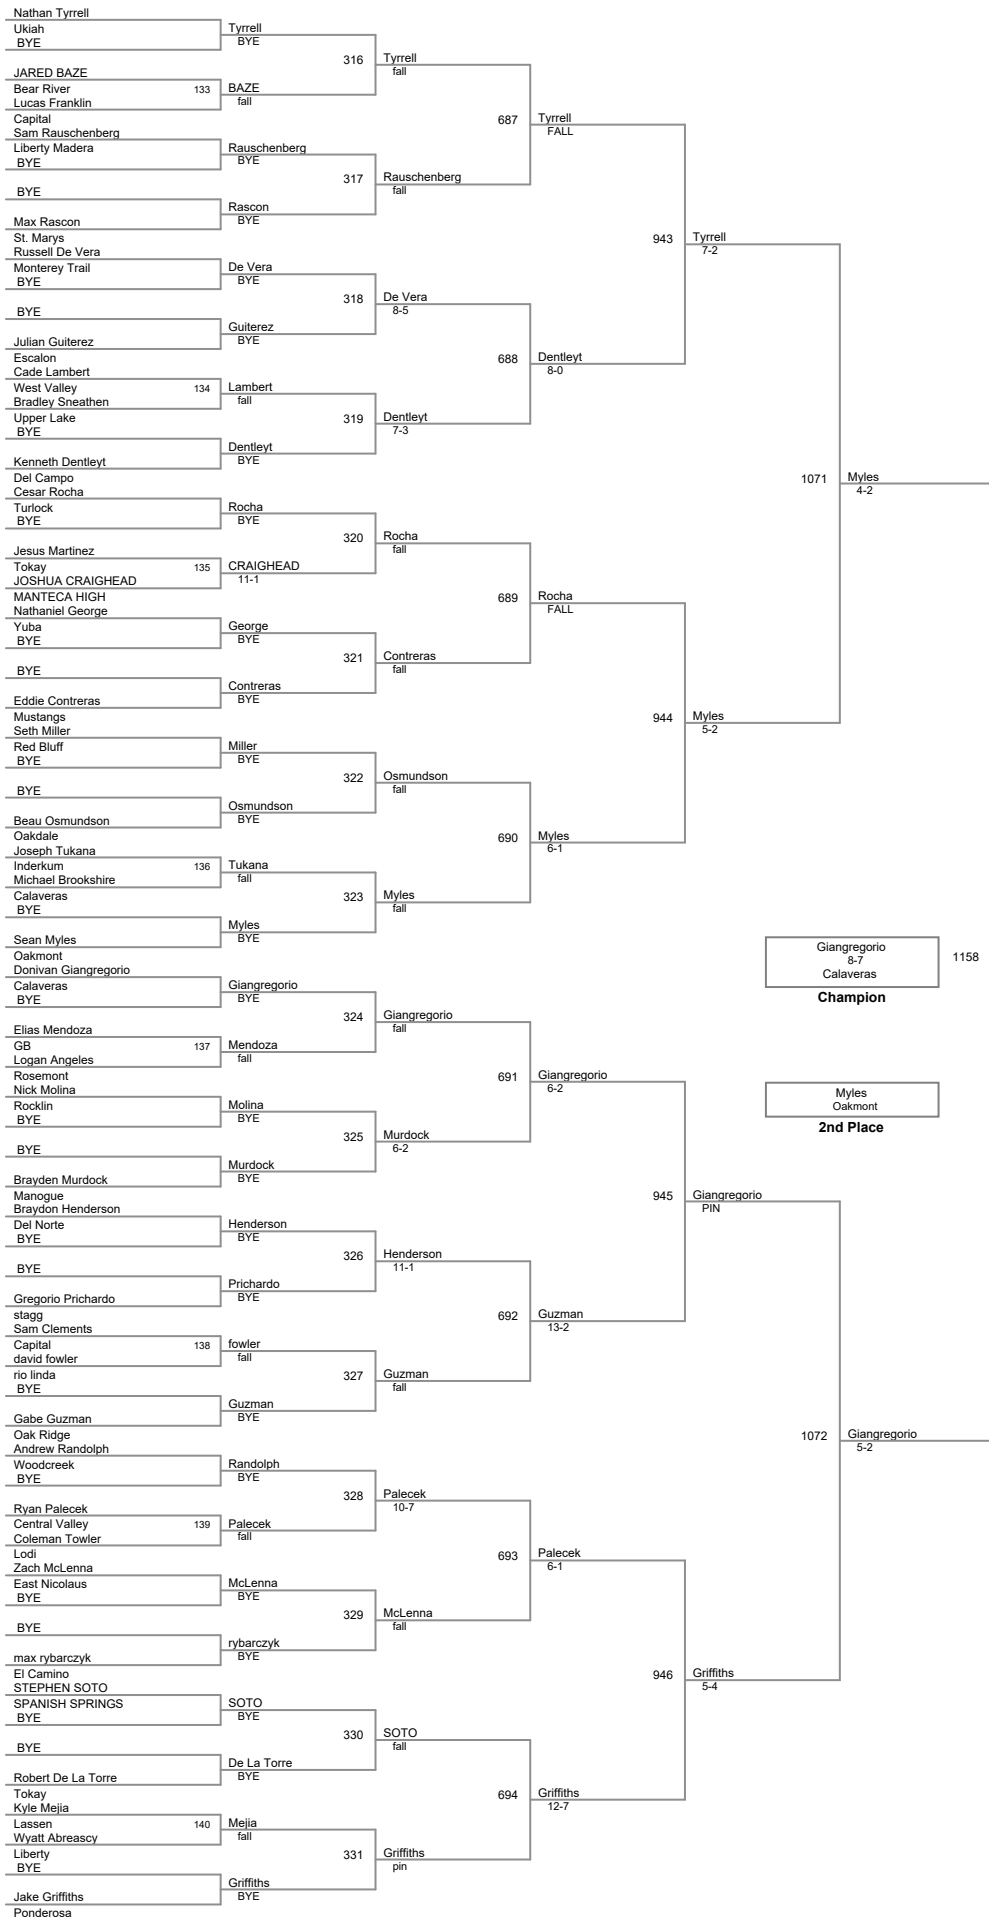 Nathan Tyrrell
Ukiah
BYE
JARED BAZE
Bear River
133
Lucas Franklin
Capital
Sam Rauschenberg
Liberty Madera
BYE
BYE
Max Rascon
St. Marys
Russell De Vera
Monterey Trail
BYE
BYE
Julian Guiterez
Escalon
Cade Lambert
West Valley
134
Bradley Sneathen
Upper Lake
BYE
Kenneth Dentleyt
Del Campo
Cesar Rocha
Turlock
BYE
Jesus Martinez
Tokay
135
JOSHUA CRAIGHEAD
MANTECA HIGH
Nathaniel George
Yuba
BYE
BYE
Eddie Contreras
Mustangs
Seth Miller
Red Bluff
BYE
BYE
Beau Osmundson
Oakdale
Joseph Tukana
Inderkum
136
Michael Brookshire
Calaveras
BYE
Sean Myles
Oakmont
Donivan Giangregorio
Calaveras
BYE
Elias Mendoza
GB
137
Logan Angeles
Rosemont
Nick Molina
Rocklin
BYE
BYE
Brayden Murdock
Manogue
Braydon Henderson
Del Norte
BYE
BYE
Gregorio Prichardo
stagg
Sam Clements
Capital
138
david fowler
rio linda
BYE
Gabe Guzman
Oak Ridge
Andrew Randolph
Woodcreek
BYE
Ryan Palecek
Central Valley
139
Coleman Towler
Lodi
Zach McLenna
East Nicolaus
BYE
BYE
max rybarczyk
El Camino
STEPHEN SOTO
SPANISH SPRINGS
BYE
BYE
Robert De La Torre
Tokay
Kyle Mejia
Lassen
140
Wyatt Abreascy
Liberty
BYE
Jake Griffiths
Ponderosa
Tyrrell
BYE
316
BAZE
fall
Rauschenberg
BYE
317
Rascon
BYE
De Vera
BYE
318
Guiterez
BYE
Lambert
fall
319
Dentleyt
BYE
Rocha
BYE
320
CRAIGHEAD
11-1
George
BYE
321
Contreras
BYE
Miller
BYE
322
Osmundson
BYE
Tukana
fall
323
Myles
BYE
Giangregorio
BYE
324
Mendoza
fall
Molina
BYE
325
Murdock
BYE
Henderson
BYE
326
Prichardo
BYE
fowler
fall
327
Guzman
BYE
Randolph
BYE
328
Palecek
fall
McLenna
BYE
329
rybarczyk
BYE
SOTO
BYE
330
De La Torre
BYE
Mejia
fall
331
Griffiths
BYE
Tyrrell
fall
687
Rauschenberg
fall
De Vera
8-5
688
Dentleyt
7-3
Rocha
fall
689
Contreras
fall
Osmundson
fall
690
Myles
fall
Giangregorio
fall
691
Murdock
6-2
Henderson
11-1
692
Guzman
fall
Palecek
10-7
693
McLenna
fall
SOTO
fall
694
Griffiths
pin
Tyrrell
FALL
943
Dentleyt
8-0
Rocha
FALL
944
Myles
6-1
Giangregorio
6-2
945
Guzman
13-2
Palecek
6-1
946
Griffiths
12-7
Tyrrell
7-2
1071
Myles
5-2
Giangregorio
PIN
1072
Griffiths
5-4
Myles
4-2
Giangregorio
8-7
Calaveras
1158
Champion
Myles
Oakmont
2nd Place
Giangregorio
5-2